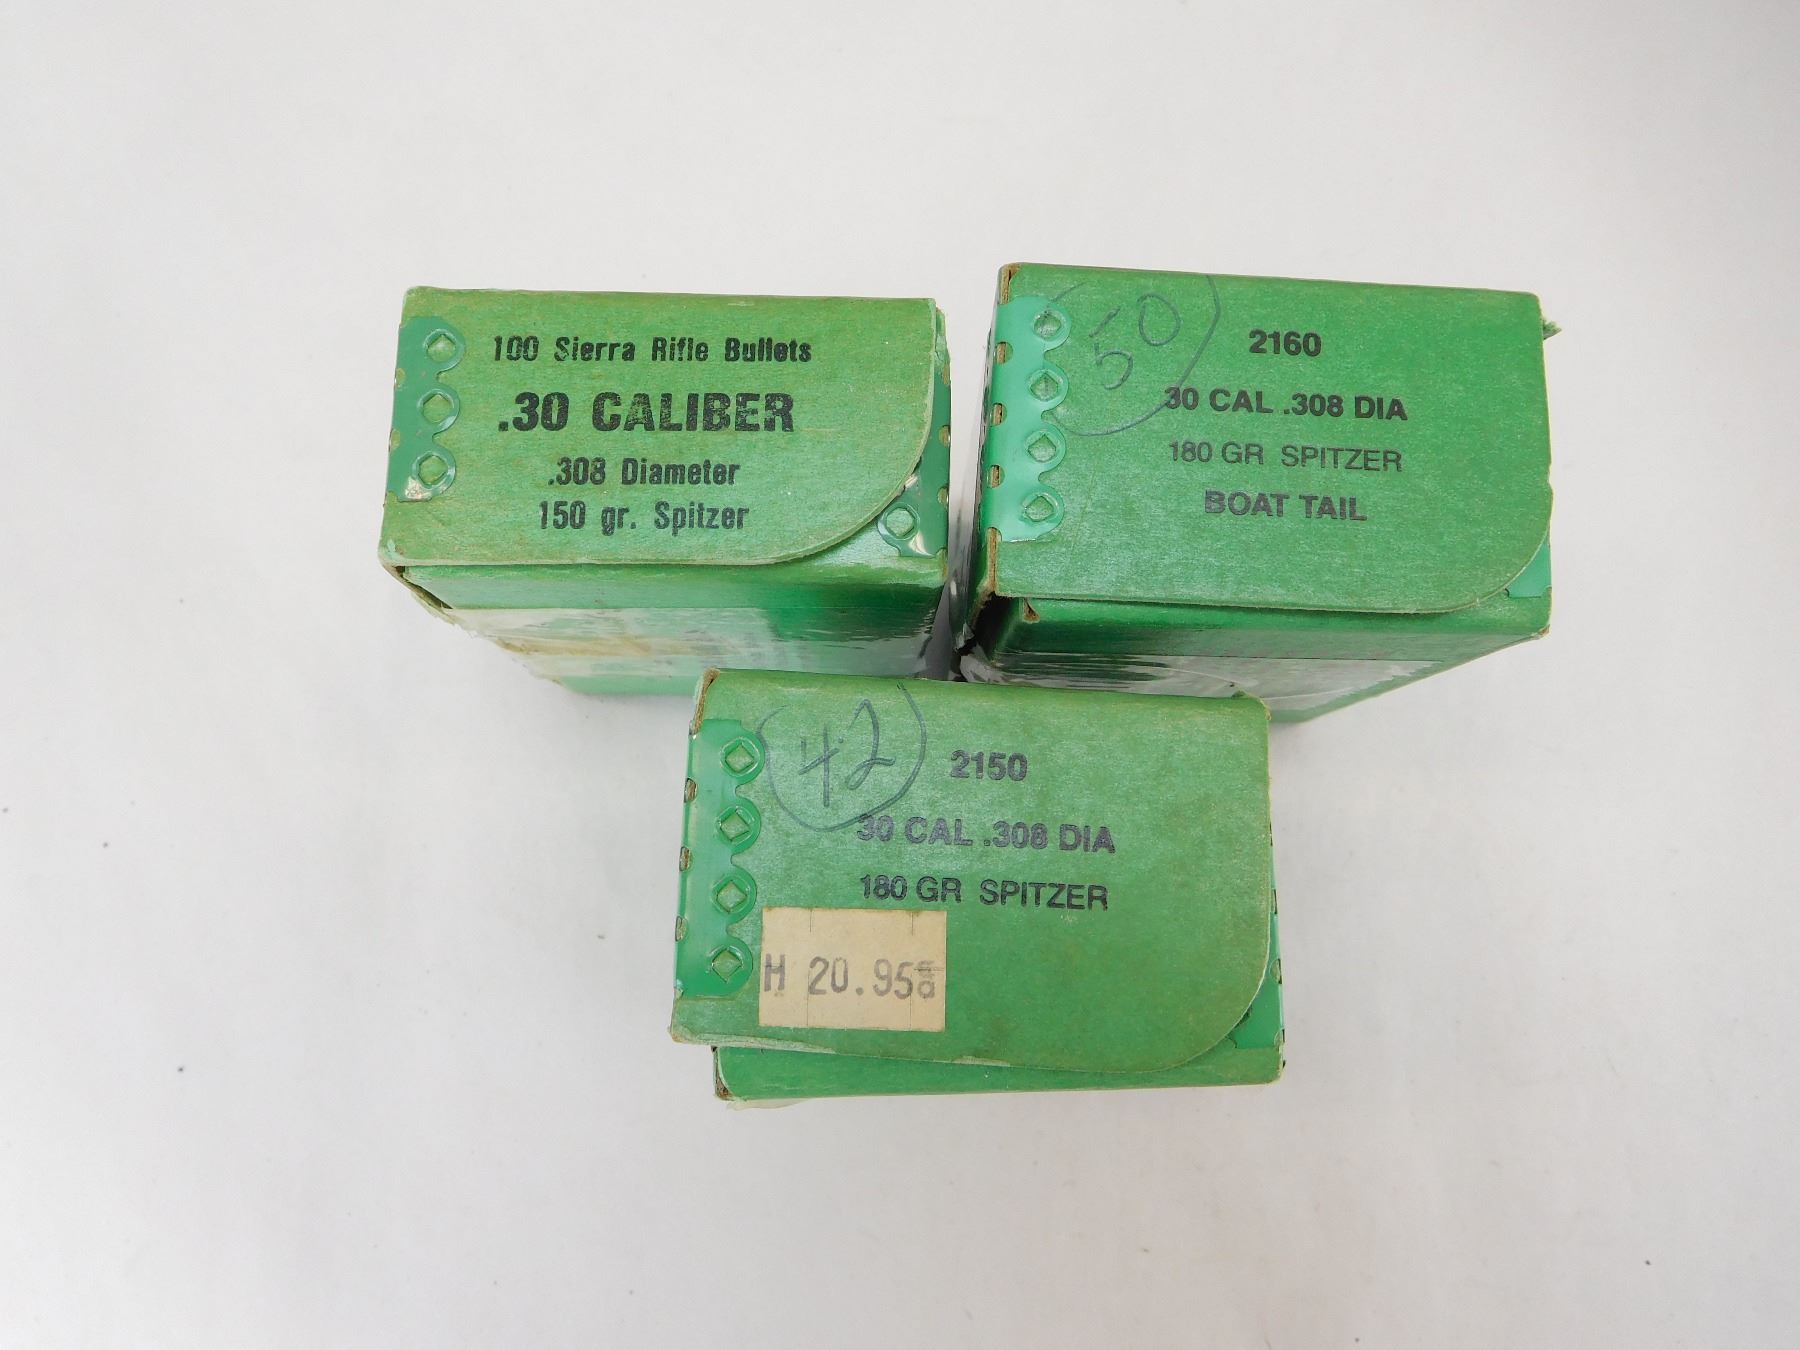 100 Sierra Rifle Bullets
.30 CALIBER
.308 Diameter
150 gr. Spitzer
50
2160
30 CAL .308 DIA
180 GR SPITZER
BOAT TAIL
42
2150
30 CAL .308 DIA
180 GR SPITZER
H 20.95